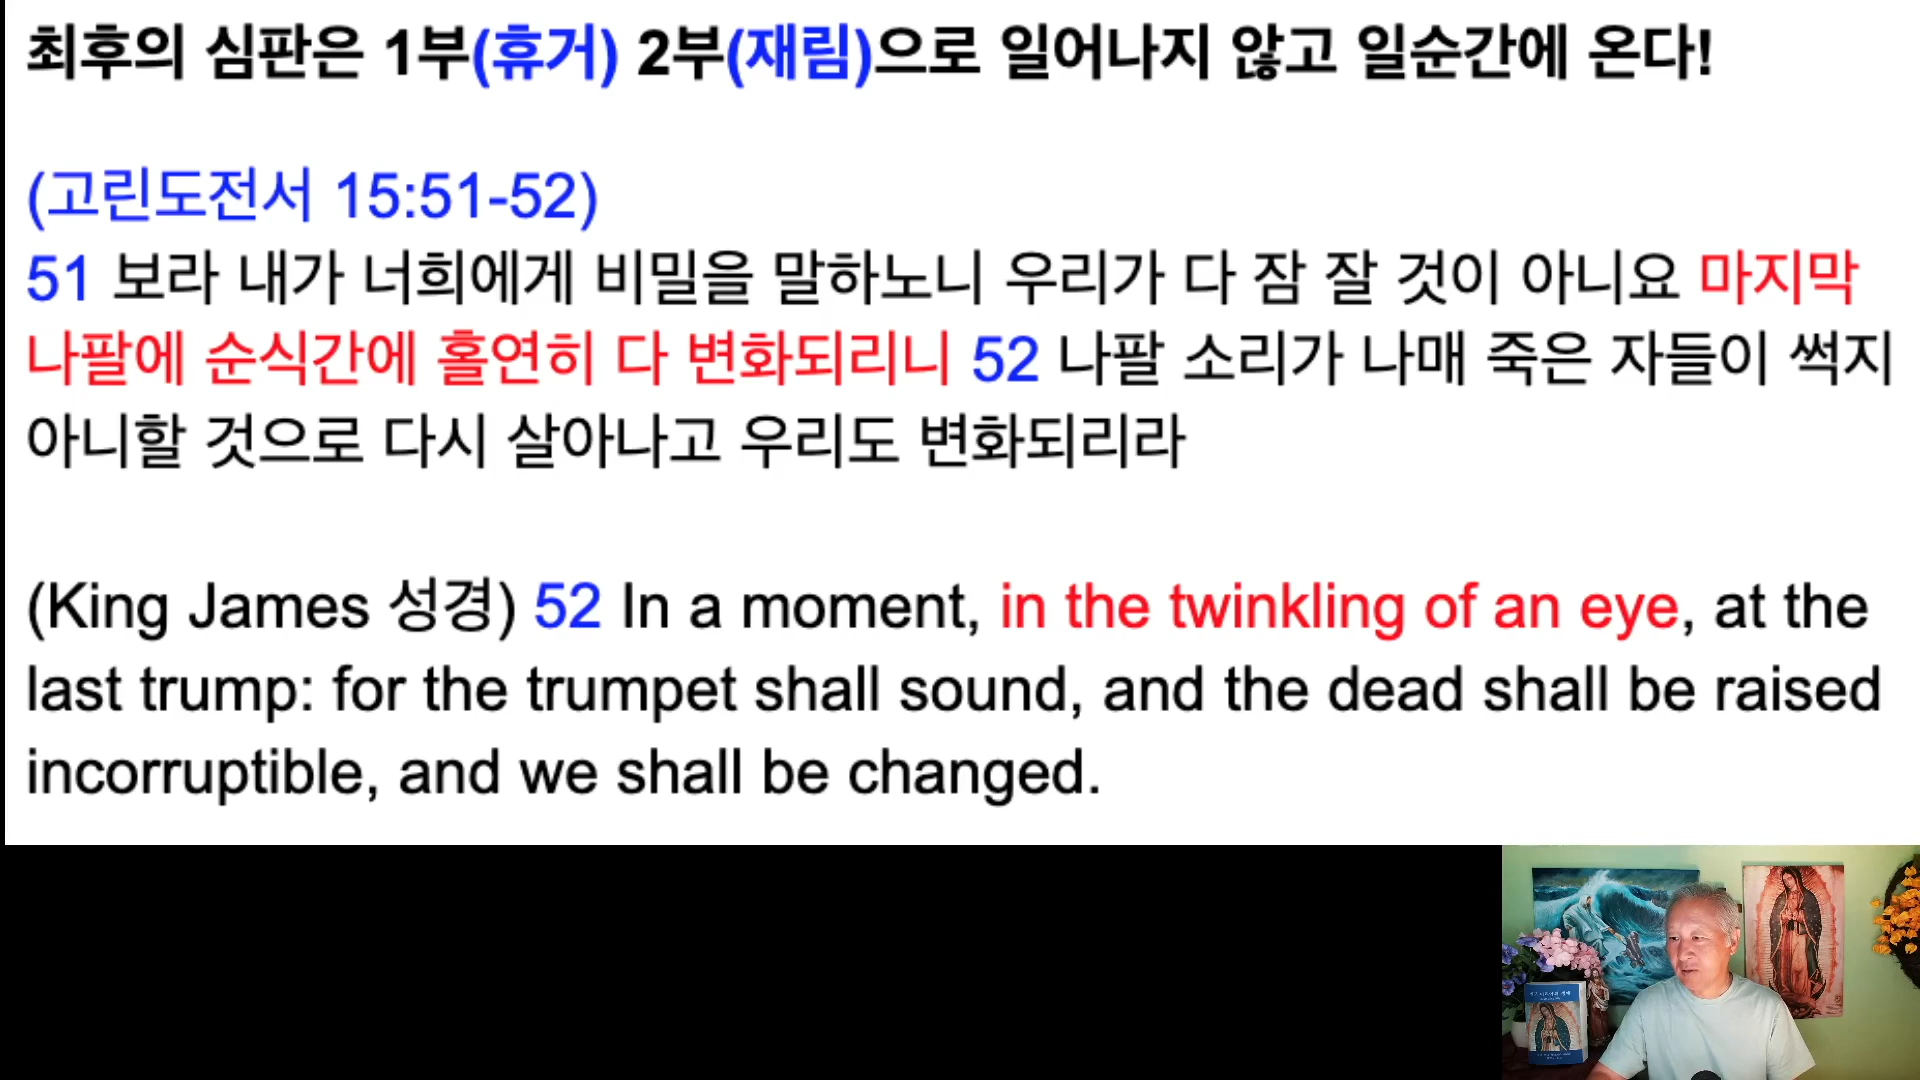 최후의 심판은 1부(휴거) 2부(재림)으로 일어나지 않고 일순간에 온다!
(고린도전서 15:51-52)
51 보라 내가 너희에게 비밀을 말하노니 우리가 다 잠 잘 것이 아니요 마지막
나팔에 순식간에 홀연히 다 변화되리니 52 나팔 소리가 나매 죽은 자들이 썩지
아니할 것으로 다시 살아나고 우리도 변화되리라
(King James 성경) 52 In a moment, in the twinkling of an eye, at the
last trump: for the trumpet shall sound, and the dead shall be raised
incorruptible, and we shall be changed.